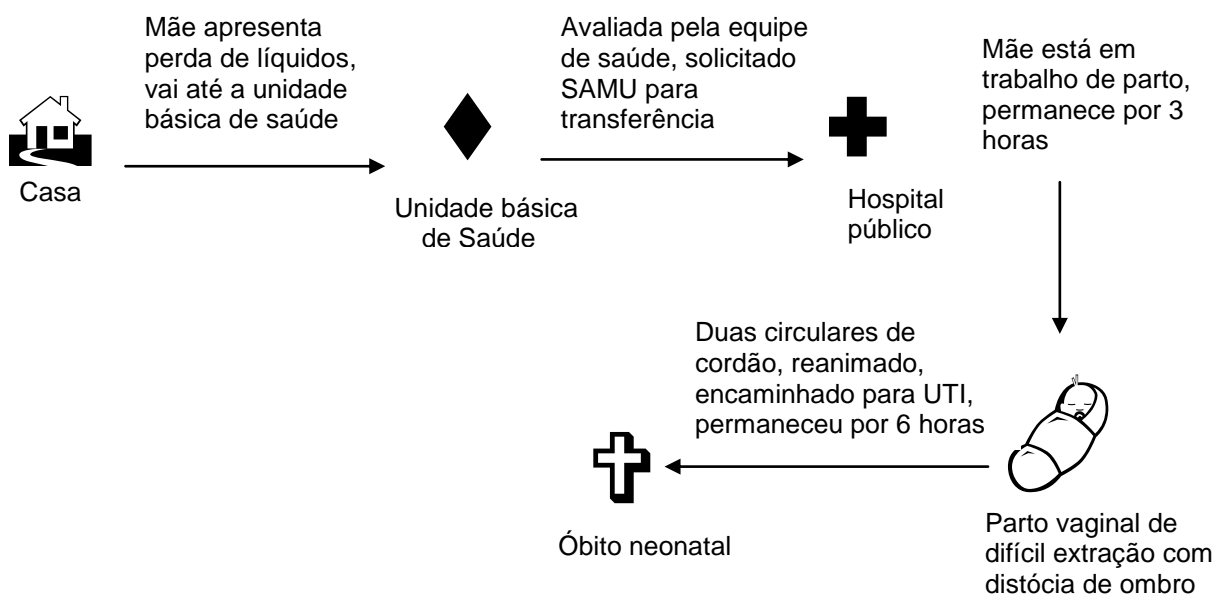 Mãe apresenta
perda de líquidos,
vai até a unidade
básica de saúde
Casa
Unidade básica
de Saúde
Avaliada pela equipe
de saúde, solicitado
SAMU para
transferência
Hospital
público
Mãe está em
trabalho de parto,
permanece por 3
horas
Parto vaginal de
difícil extração com
distócia de ombro
Duas circulares de
cordão, reanimado,
encaminhado para UTI,
permaneceu por 6 horas
Óbito neonatal